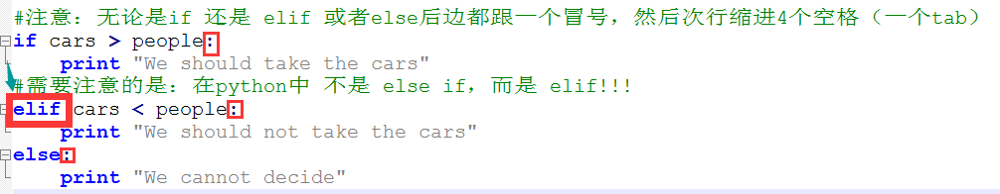 #注意：无论是if 还是 elif 或者else后边都跟一个冒号，然后次行缩进4个空格（一个tab）
if cars > people:
    print "We should take the cars"
#需要注意的是：在python中 不是 else if，而是 elif!!!
elif cars < people:
    print "We should not take the cars"
else:
    print "We cannot decide"